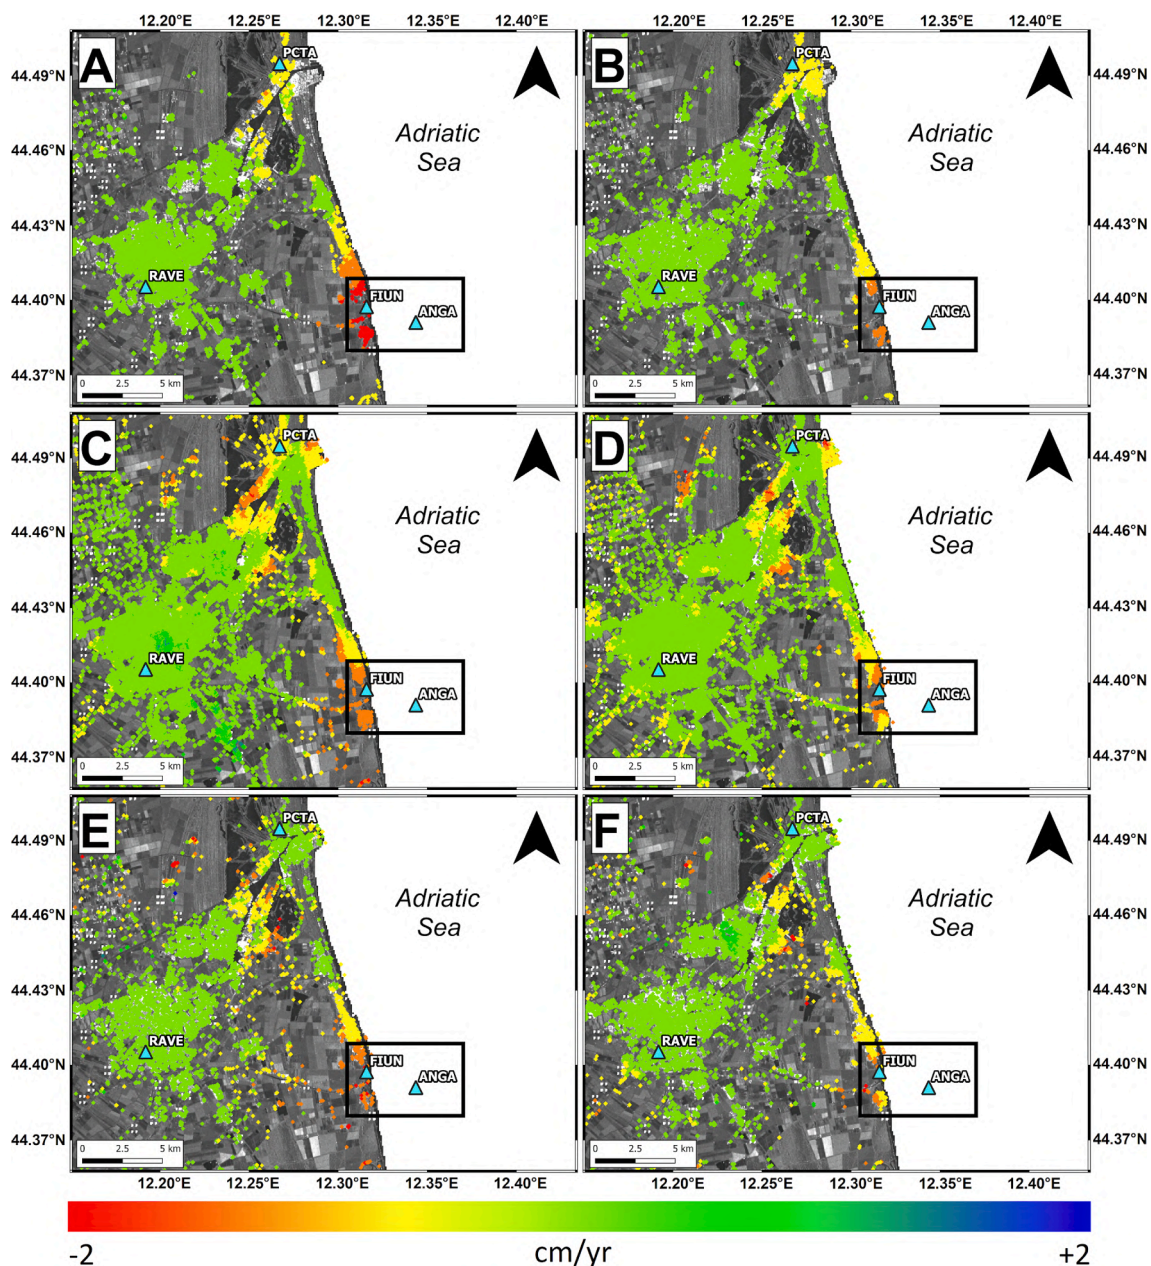 12.20°E 12.25°E 12.30°E 12.35°E 12.40°E 12.20°E 12.25°E 12.30°E 12.35°E 12.40°E
A PCTA B PCTA
44.49°N 44.49°N
Adriatic Adriatic
Sea Sea
44.46°N 44.46°N
44.43°N 44.43°N
RAVE RAVE
44.40°N FIUN FIUN 44.40°N
ANGA ANGA
44.37°N 44.37°N
0 2.5 5 km 0 2.5 5 km
C PCTA D PCTA
44.49°N 44.49°N
Adriatic Adriatic
Sea Sea
44.46°N 44.46°N
44.43°N 44.43°N
RAVE RAVE
44.40°N FIUN FIUN 44.40°N
ANGA ANGA
44.37°N 44.37°N
0 2.5 5 km 0 2.5 5 km
E PCTA F PCTA
44.49°N 44.49°N
Adriatic Adriatic
Sea Sea
44.46°N 44.46°N
44.43°N 44.43°N
RAVE RAVE
44.40°N FIUN FIUN 44.40°N
ANGA ANGA
44.37°N 44.37°N
0 2.5 5 km 0 2.5 5 km
12.20°E 12.25°E 12.30°E 12.35°E 12.40°E 12.20°E 12.25°E 12.30°E 12.35°E 12.40°E
-2 cm/yr +2